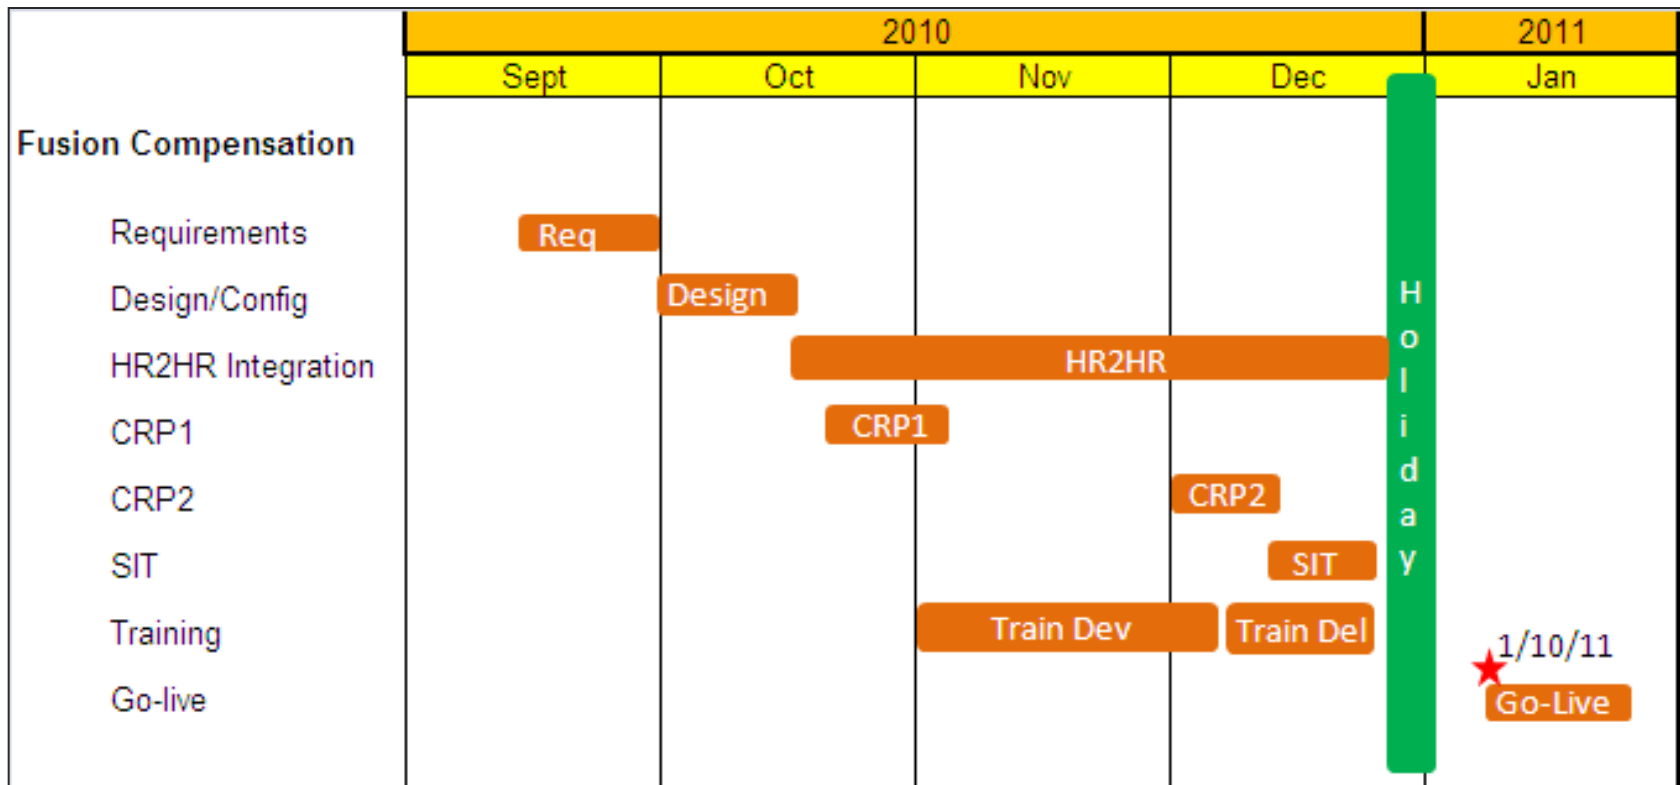 2010 2011
Sept Oct Nov Dec Jan
Fusion Compensation
Requirements Req
Design/Config Design
HR2HR Integration HR2HR
CRP1 CRP1
CRP2 CRP2
SIT SIT
Training Train Dev Train Del
1/10/11
Go-live Go-Live
Holiday